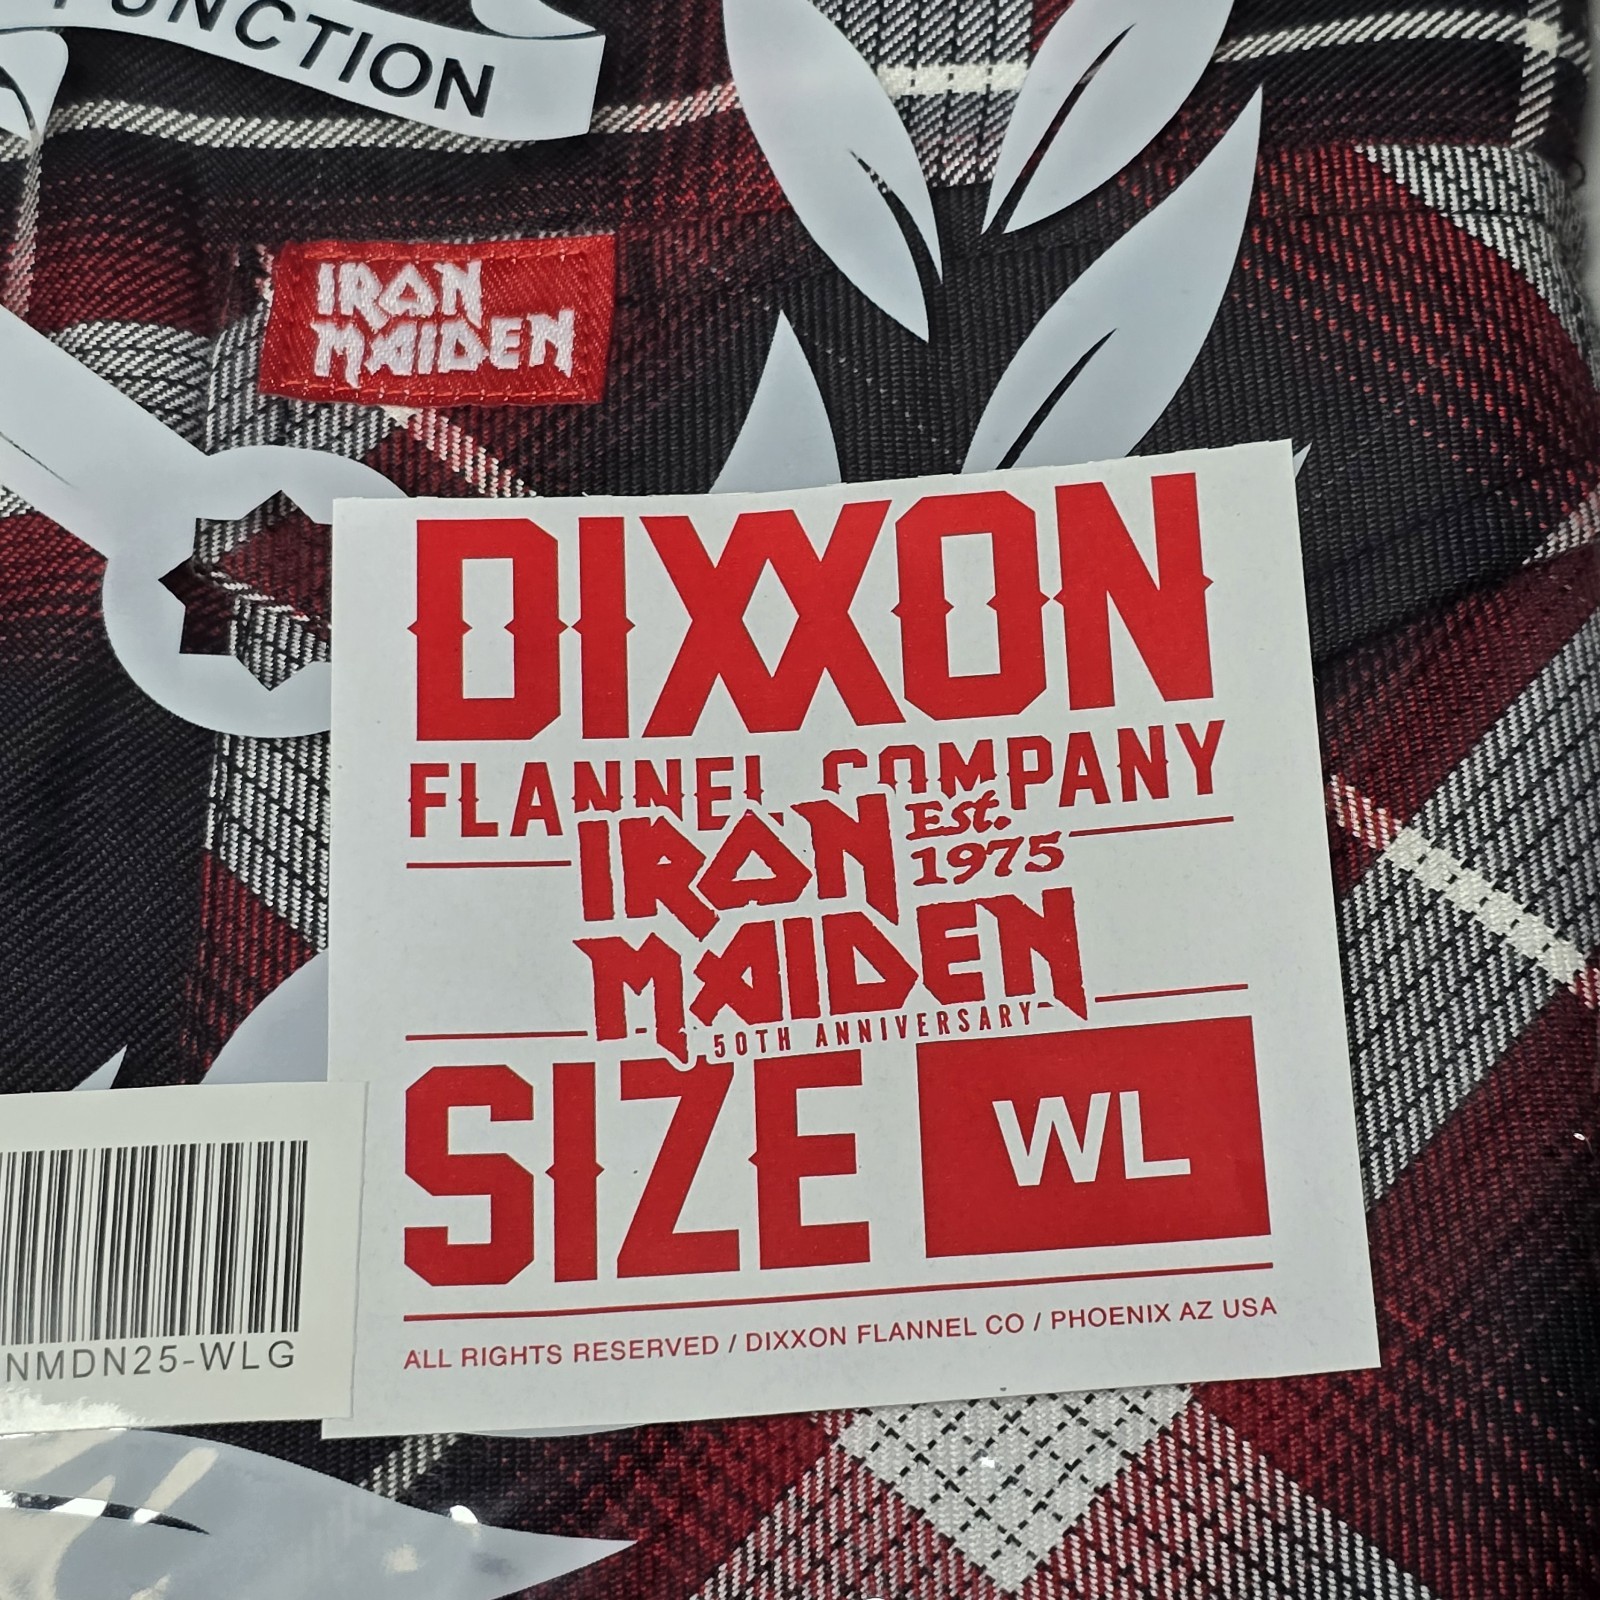 FUNCTION
IRON
MAIDEN
DIXXON
FLANNEL COMPANY
IRON
Est.
1975
MAIDEN
50TH ANNIVERSARY
SIZE
WL
NMDN25-WLG
ALL RIGHTS RESERVED / DIXXON FLANNEL CO / PHOENIX AZ USA